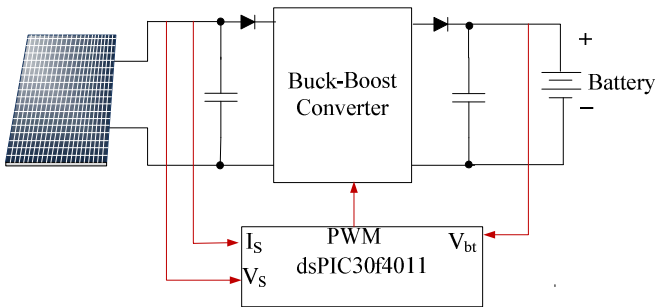 Buck-Boost
Converter
+
Battery
−
I_S
PWM
V_bt
dsPIC30f4011
V_S